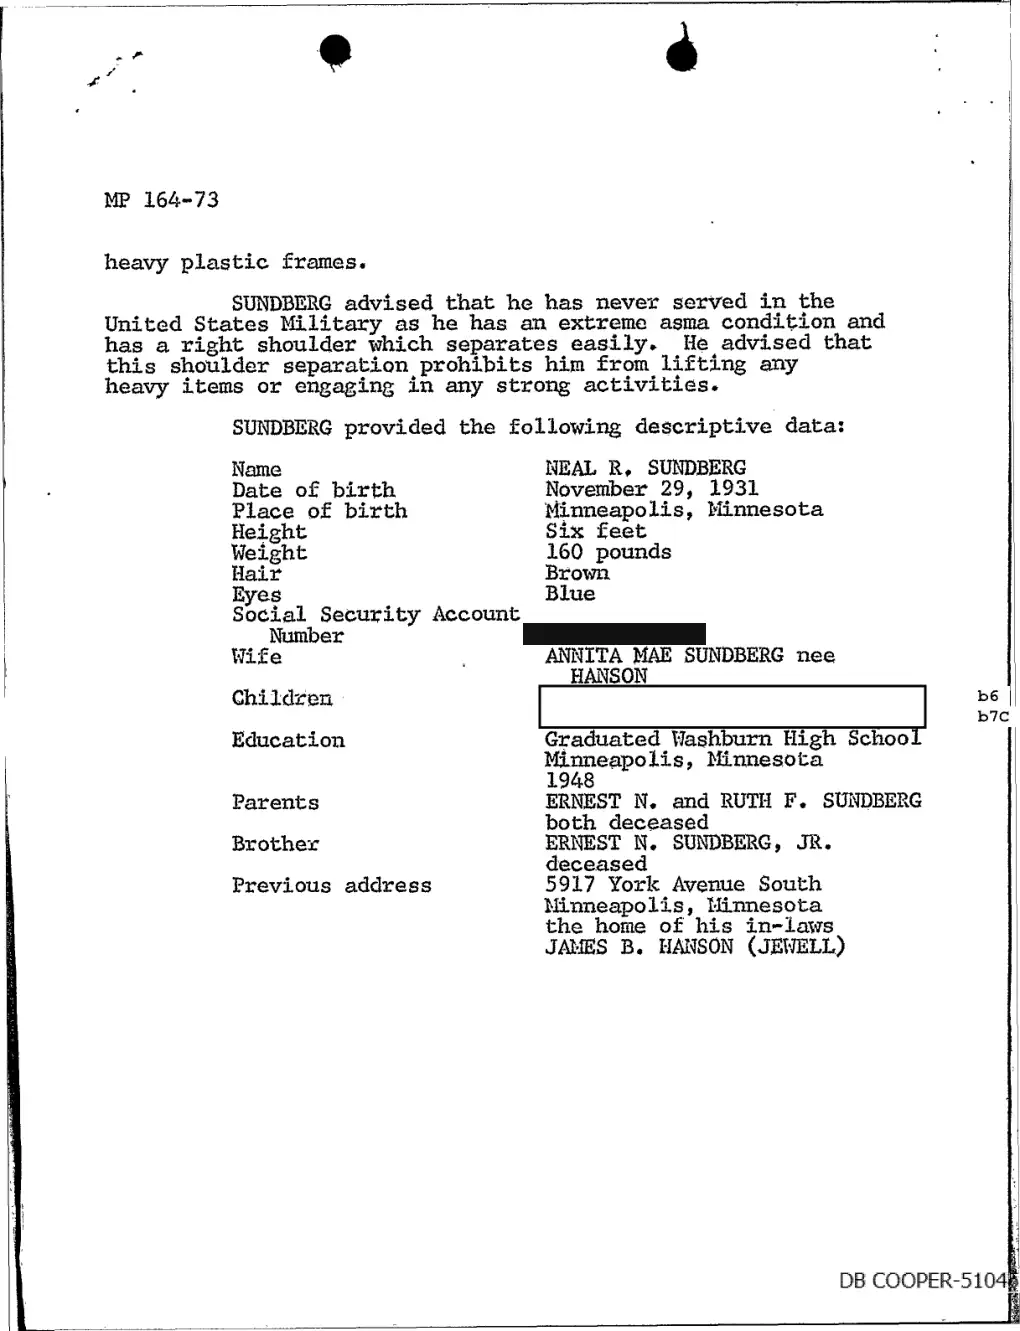 MP 164-73
heavy plastic frames.
SUNDBERG advised that he has never served in the
United States Military as he has an extreme asma condition and
has a right shoulder which separates easily. He advised that
this shoulder separation prohibits him from lifting any
heavy items or engaging in any strong activities.
SUNDBERG provided the following descriptive data:
Name NEAL R. SUNDBERG
Date of birth November 29, 1931
Place of birth Minneapolis, Minnesota
Height Six feet
Weight 160 pounds
Hair Brown
Eyes Blue
Social Security Account
Number
Wife ANNITA MAE SUNDBERG nee
HANSON
Children b6
b7C
Education Graduated Washburn High School
Minneapolis, Minnesota
1948
Parents ERNEST N. and RUTH F. SUNDBERG
both deceased
Brother ERNEST N. SUNDBERG, JR.
deceased
Previous address 5917 York Avenue South
Minneapolis, Minnesota
the home of his in-laws
JAMES B. HANSON (JEWELL)
DB COOPER-5104